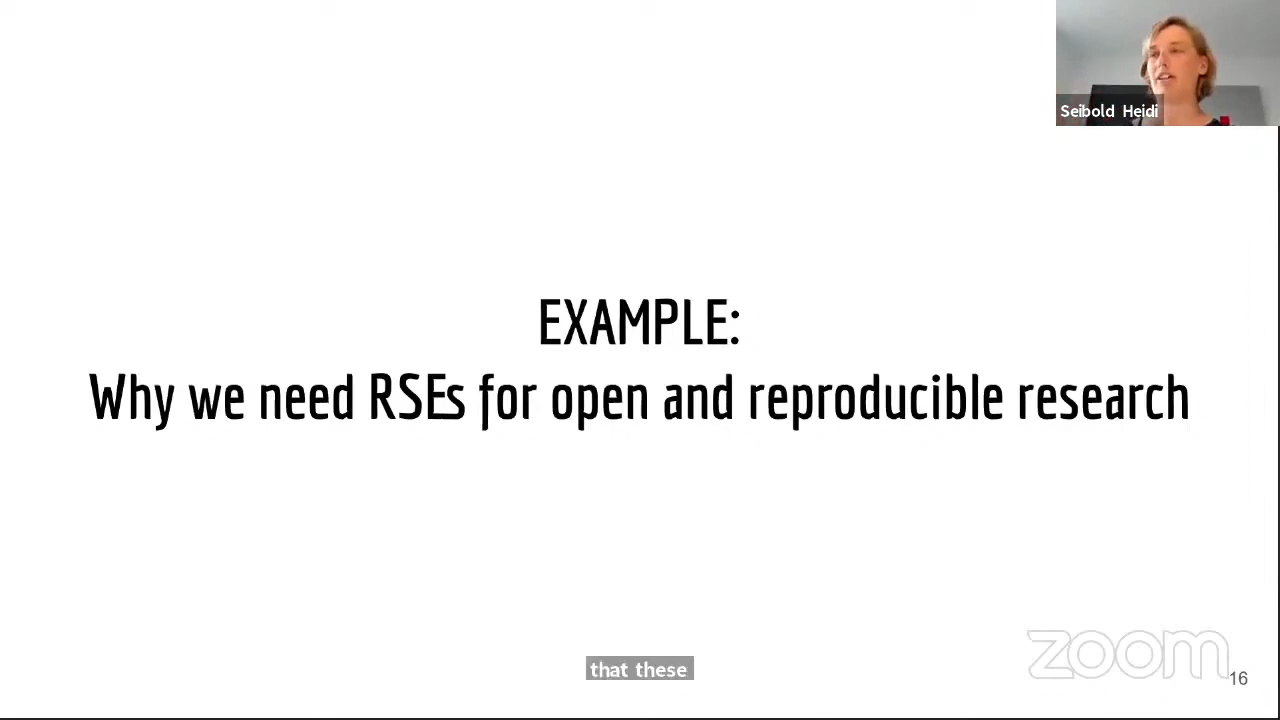 Seibold Heidi
EXAMPLE:
Why we need RSEs for open and reproducible research
that these
zoom
16